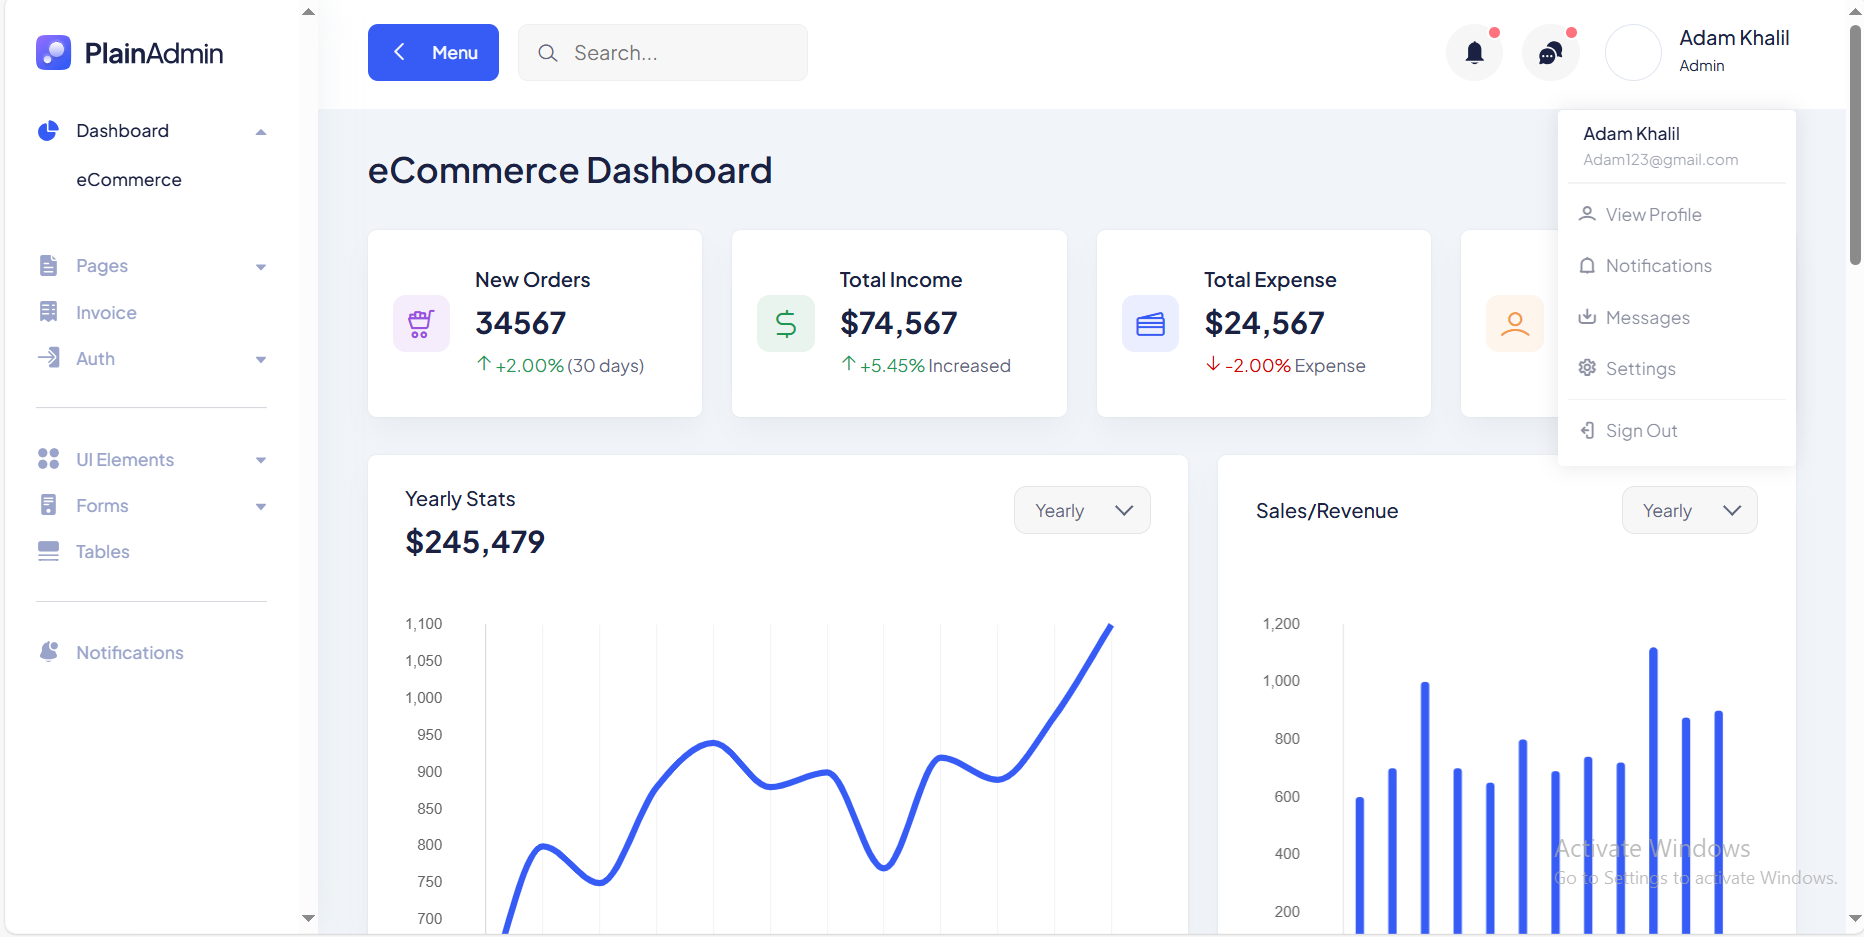 PlainAdmin
Menu
Search...
Adam Khalil
Admin
Dashboard
eCommerce
Pages
Invoice
Auth
UI Elements
Forms
Tables
Notifications
eCommerce Dashboard
Adam Khalil
Adam123@gmail.com
View Profile
Notifications
Messages
Settings
Sign Out
New Orders
34567
+2.00% (30 days)
Total Income
$74,567
+5.45% Increased
Total Expense
$24,567
-2.00% Expense
Yearly Stats
$245,479
Yearly
1,100
1,050
1,000
950
900
850
800
750
700
Sales/Revenue
Yearly
1,200
1,000
800
600
400
200
Activate Windows
Go to Settings to activate Windows.